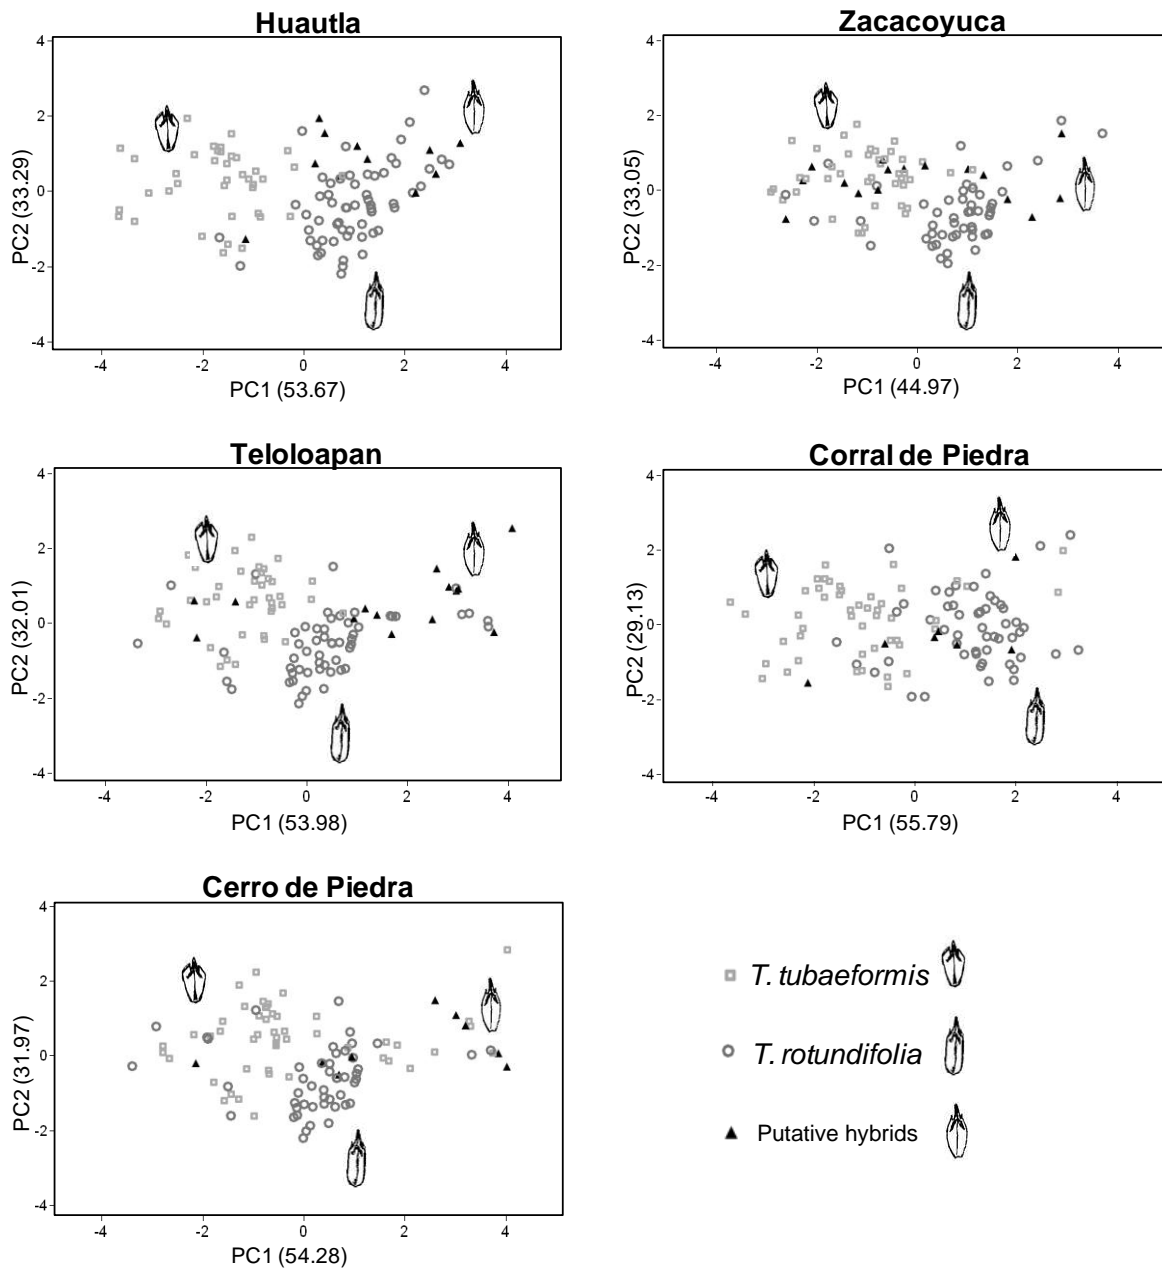 Huautla
4
2
0
-2
-4
PC2 (33.29)
-4 -2 0 2 4
PC1 (53.67)
Zacacoyuca
4
2
0
-2
-4
PC2 (33.05)
-4 -2 0 2 4
PC1 (44.97)
Teloloapan
4
2
0
-2
-4
PC2 (32.01)
-4 -2 0 2 4
PC1 (53.98)
Corral de Piedra
4
2
0
-2
-4
PC2 (29.13)
-4 -2 0 2 4
PC1 (55.79)
Cerro de Piedra
4
2
0
-2
-4
PC2 (31.97)
-4 -2 0 2 4
PC1 (54.28)
T. tubaeformis
T. rotundifolia
Putative hybrids